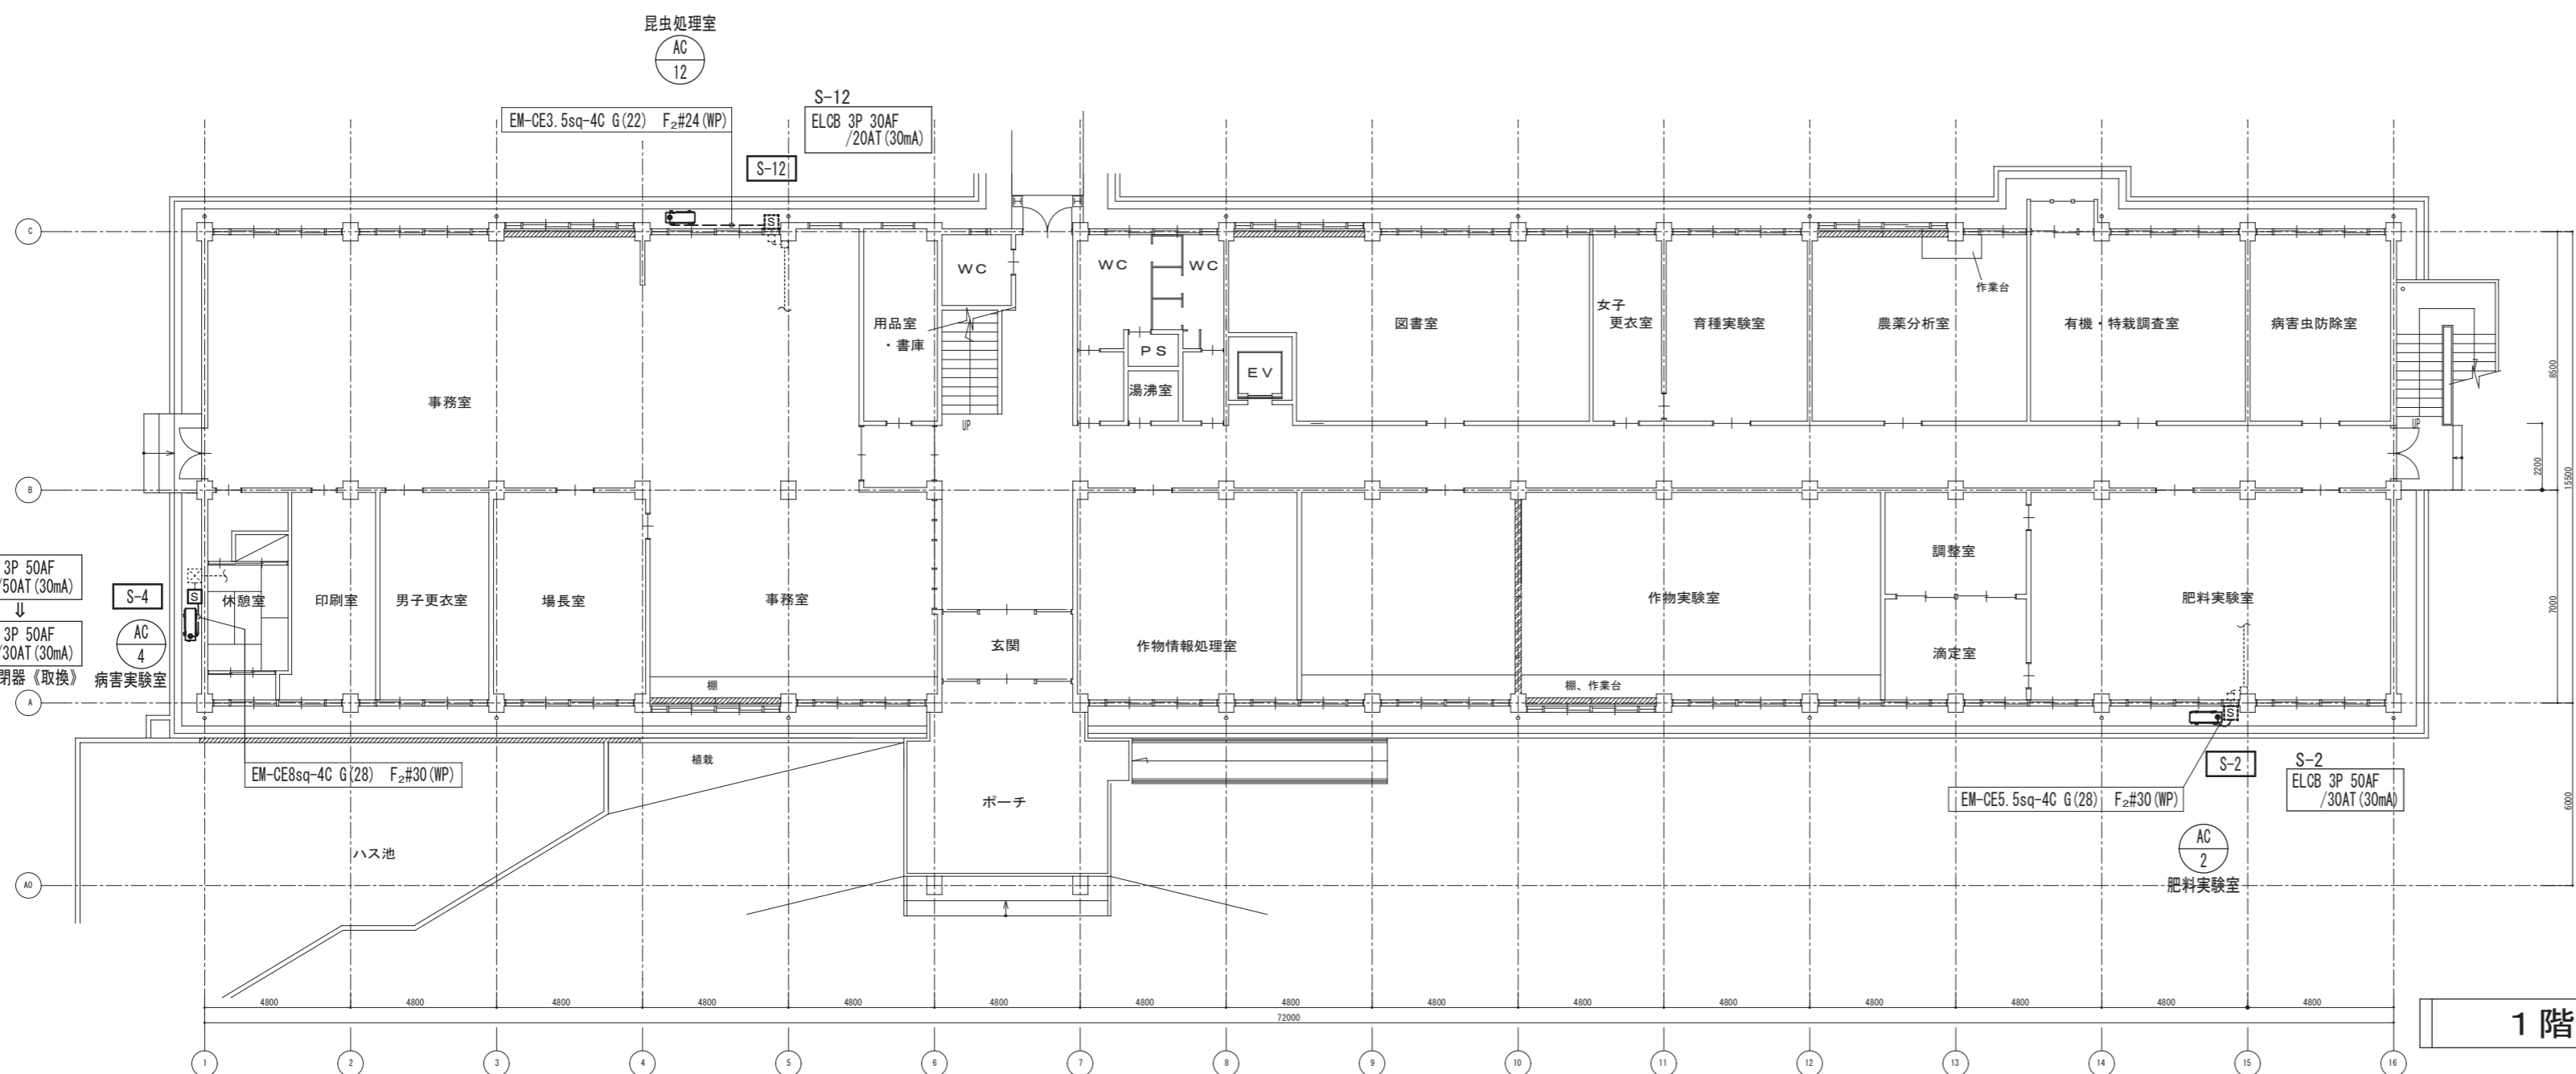 昆虫処理室
AC
12
S-12
EM-CE3.5sq-4C G(22) F₂#24(WP)
ELCB 3P 30AF
/20AT(30mA)
S-12
S
C
WC
WC
WC
用品室
・書庫
PS
湯沸室
EV
図書室
女子
更衣室
育種実験室
農薬分析室
作業台
有機・特栽調査室
病害虫防除室
事務室
UP
UP
8500
2200
15500
B
3P 50AF
/50AT(30mA)
⇓
3P 50AF
/30AT(30mA)
閉器《取換》
S-4
AC
4
病害実験室
S
休憩室
印刷室
男子更衣室
場長室
事務室
棚
玄関
作物情報処理室
作物実験室
棚、作業台
調整室
滴定室
肥料実験室
7000
A
S
EM-CE8sq-4C G(28) F₂#30(WP)
植栽
ポーチ
ハス池
S-2
S-2
ELCB 3P 50AF
/30AT(30mA)
EM-CE5.5sq-4C G(28) F₂#30(WP)
AC
2
肥料実験室
6000
A0
4800 4800 4800 4800 4800 4800 4800 4800 4800 4800 4800 4800 4800 4800 4800
72000
1階
1 2 3 4 5 6 7 8 9 10 11 12 13 14 15 16